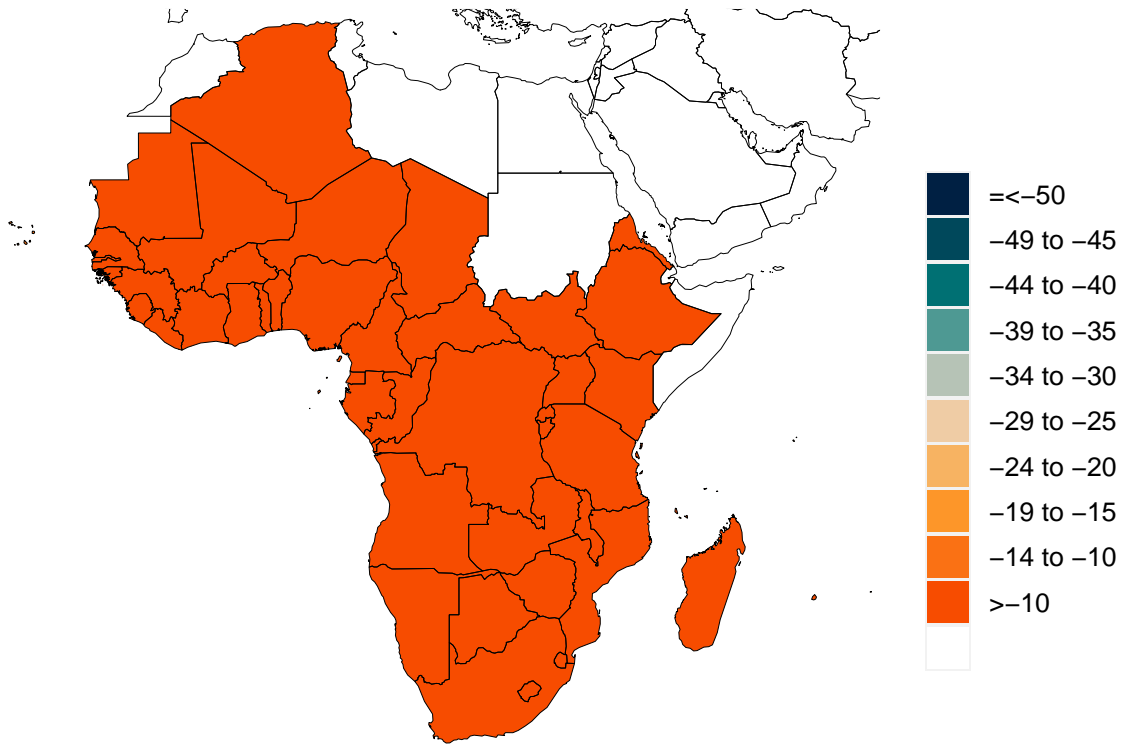 =<−50
−49 to −45
−44 to −40
−39 to −35
−34 to −30
−29 to −25
−24 to −20
−19 to −15
−14 to −10
>−10